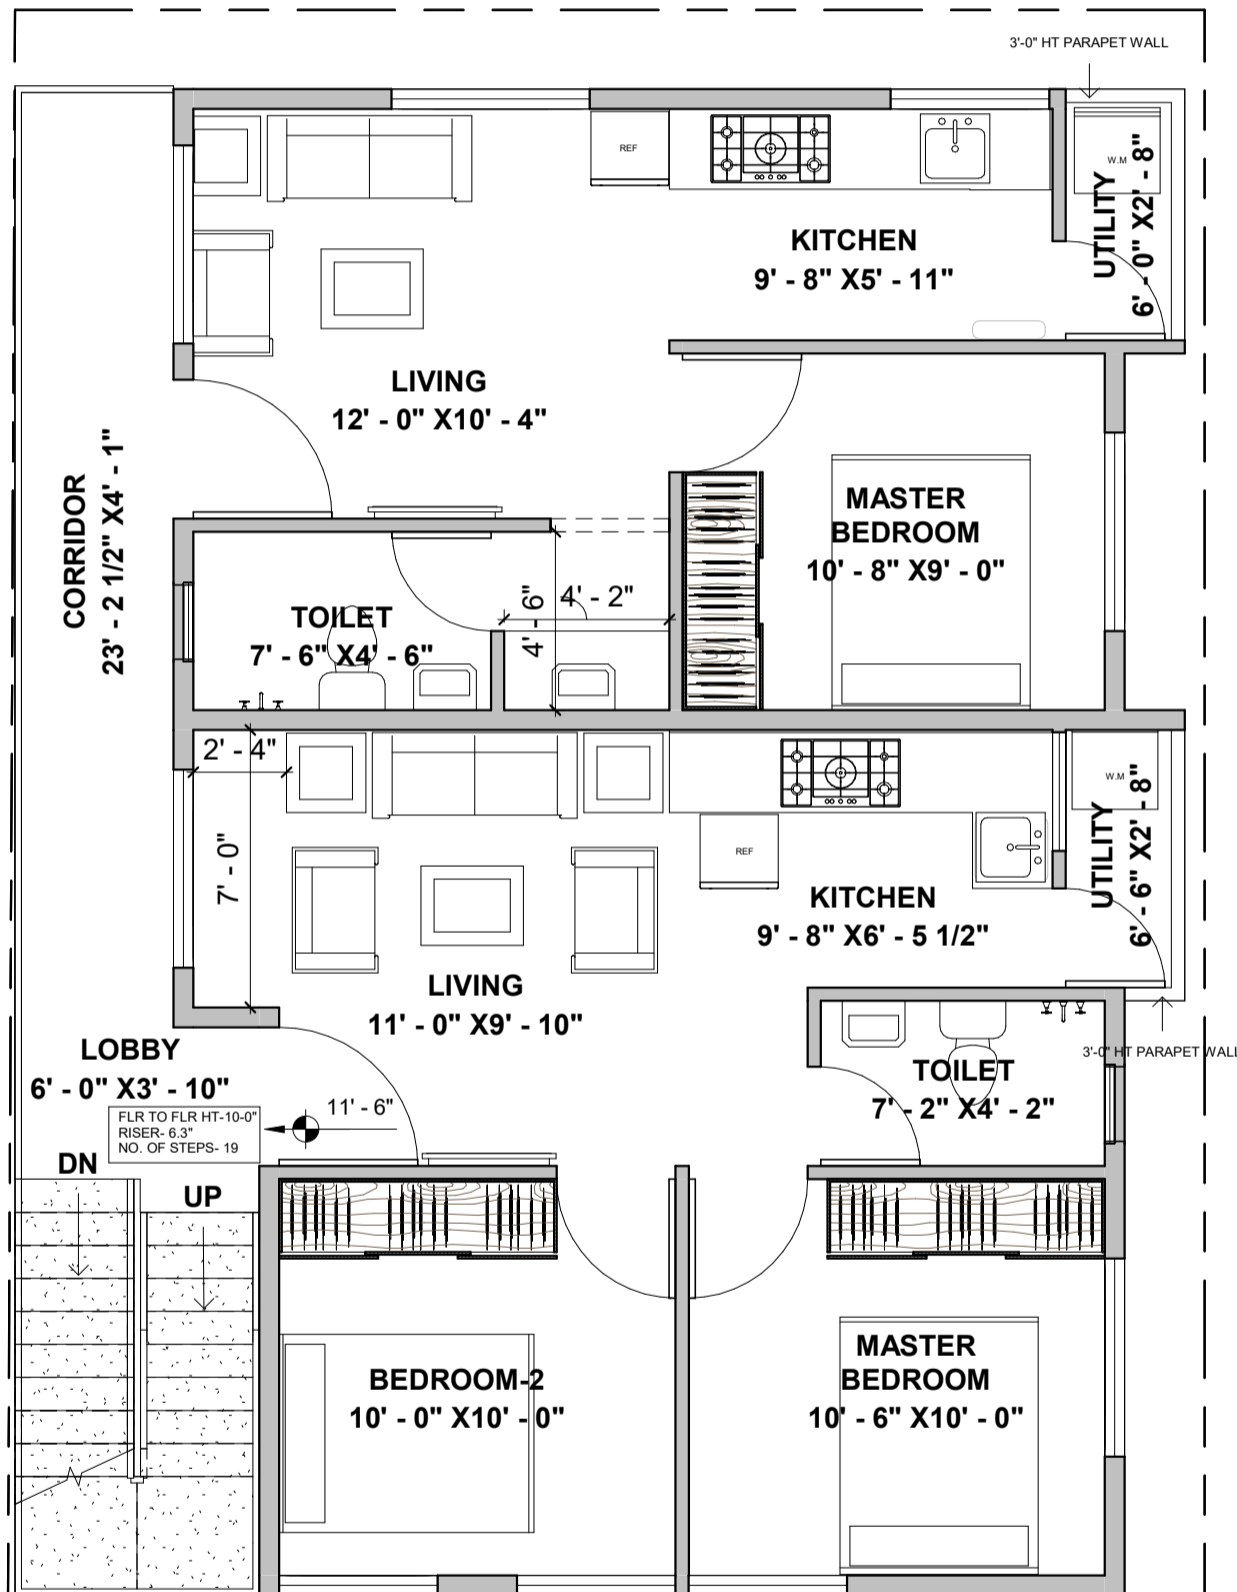 3'-0" HT PARAPET WALL
REF
W.M
UTILITY
6' - 0" X2' - 8"
KITCHEN
9' - 8" X5' - 11"
LIVING
12' - 0" X10' - 4"
CORRIDOR
23' - 2 1/2" X4' - 1"
MASTER
BEDROOM
10' - 8" X9' - 0"
TOILET
7' - 6" X4' - 6"
4' - 6"
4' - 2"
2' - 4"
7' - 0"
REF
W.M
UTILITY
6' - 6" X2' - 8"
KITCHEN
9' - 8" X6' - 5 1/2"
LIVING
11' - 0" X9' - 10"
LOBBY
6' - 0" X3' - 10"
3'-0" HT PARAPET WALL
TOILET
7' - 2" X4' - 2"
FLR TO FLR HT-10-0"
RISER- 6.3"
NO. OF STEPS- 19
11' - 6"
DN
UP
BEDROOM-2
10' - 0" X10' - 0"
MASTER
BEDROOM
10' - 6" X10' - 0"